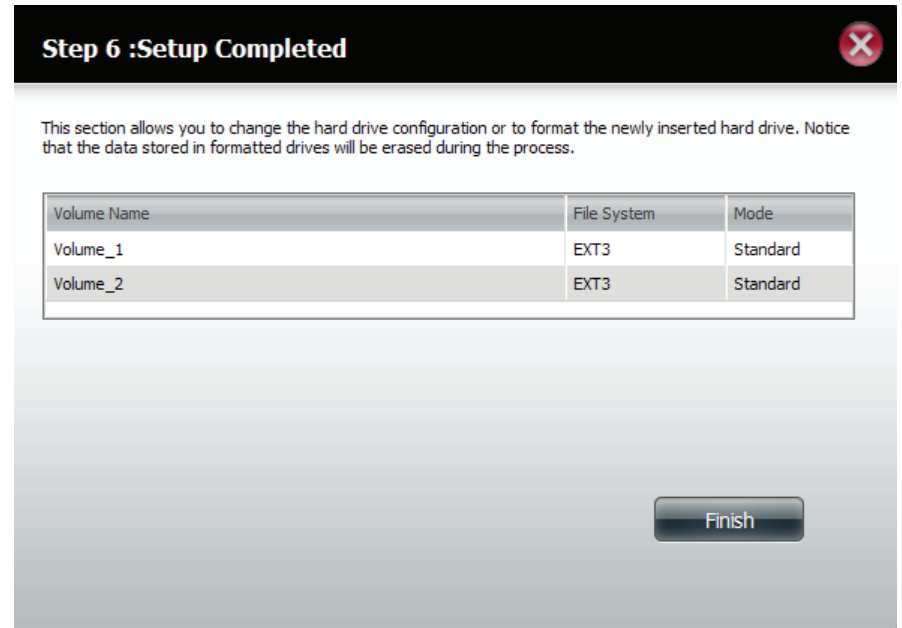 Step 6 :Setup Completed
This section allows you to change the hard drive configuration or to format the newly inserted hard drive. Notice
that the data stored in formatted drives will be erased during the process.
Volume Name File System Mode
Volume_1 EXT3 Standard
Volume_2 EXT3 Standard
Finish